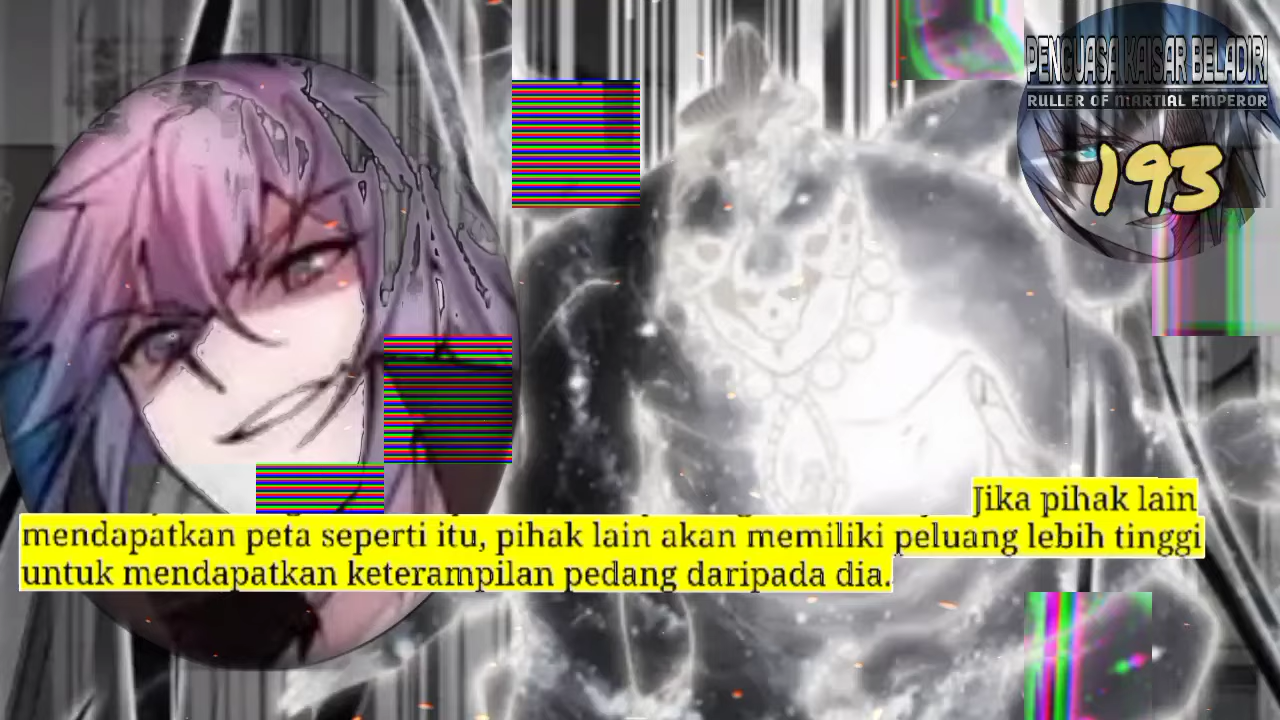 PENGUASA KAISAR BELADIRI
RULLER OF MARTIAL EMPEROR
193
Jika pihak lain
mendapatkan peta seperti itu, pihak lain akan memiliki peluang lebih tinggi
untuk mendapatkan keterampilan pedang daripada dia.